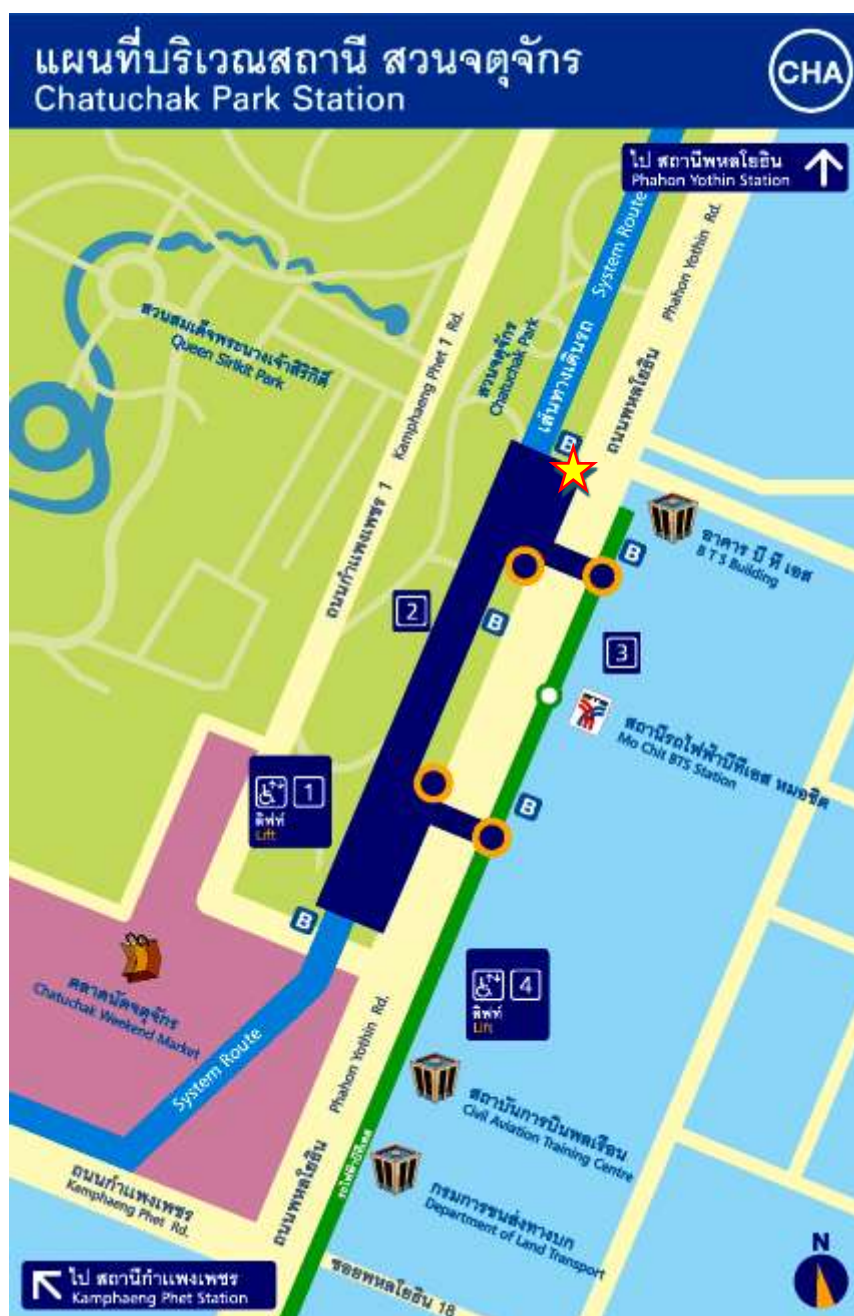 แผนที่บริเวณสถานี สวนจตุจักร
Chatuchak Park Station
CHA
ไป สถานีพหลโยธิน
Phahon Yothin Station
System Route
เส้นทางเดินรถ
Phahon Yothin Rd.
ถนนพหลโยธิน
Kamphaeng Phet 1 Rd.
ถนนกำแพงเพชร 1
สวนสมเด็จพระนางเจ้าสิริกิติ์
Queen Sirikit Park
สวนจตุจักร
Chatuchak Park
B
อาคาร บี ที เอส
B T S Building
B
2
B
3
BTS
สถานีรถไฟฟ้าบีทีเอส หมอชิต
Mo Chit BTS Station
1
ลิฟท์
Lift
B
B
ตลาดนัดจตุจักร
Chatuchak Weekend Market
System Route
4
ลิฟท์
Lift
Phahon Yothin Rd.
ถนนพหลโยธิน
รถไฟฟ้าบีทีเอส
สถาบันการบินพลเรือน
Civil Aviation Training Centre
กรมการขนส่งทางบก
Department of Land Transport
ถนนกำแพงเพชร
Kamphaeng Phet Rd.
ซอยพหลโยธิน 18
N
ไป สถานีกำแพงเพชร
Kamphaeng Phet Station